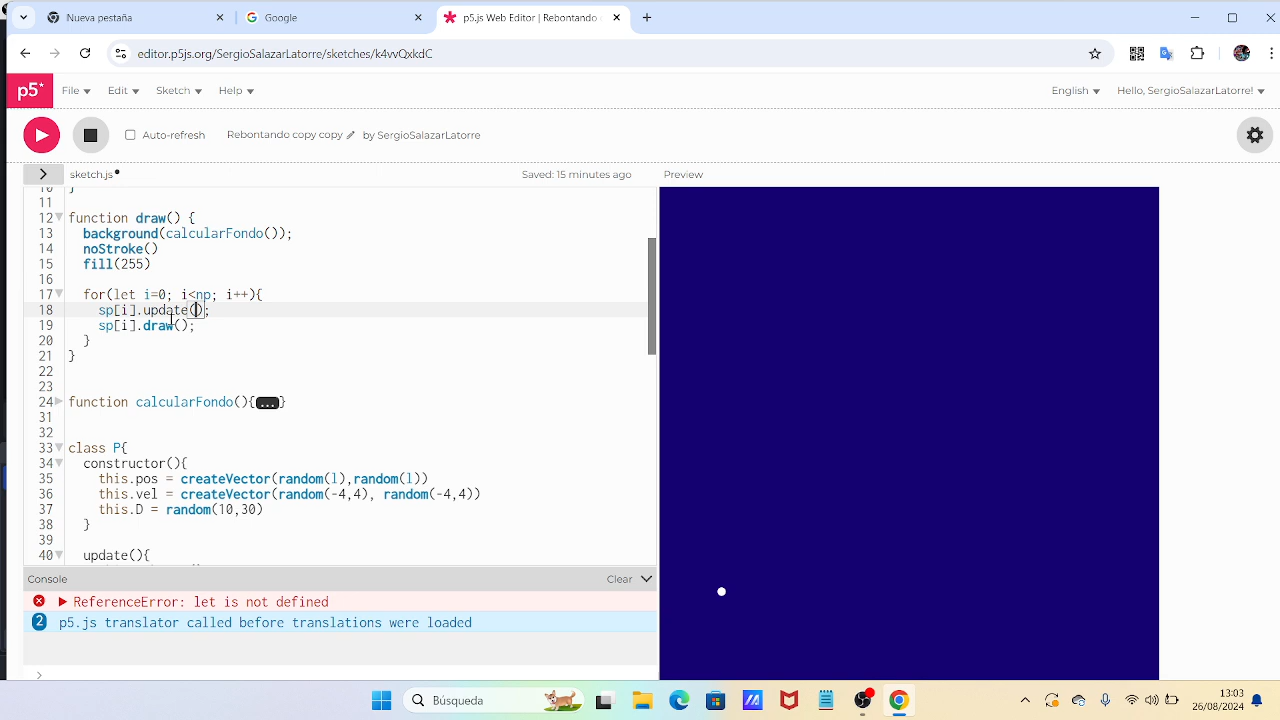 Nueva pestaña
Google
p5.js Web Editor | Rebontando
editor.p5js.org/SergioSalazarLatorre/sketches/k4vvQxkdC
p5* File Edit Sketch Help English Hello, SergioSalazarLatorre!
Auto-refresh Rebontando copy copy by SergioSalazarLatorre
sketch.js Saved: 15 minutes ago Preview
10 }
11
12 function draw() {
13 background(calcularFondo());
14 noStroke()
15 fill(255)
16
17 for(let i=0; i<np; i++){
18 sp[i].update();
19 sp[i].draw();
20 }
21 }
22
23
24 function calcularFondo(){...}
31
32
33 class P{
34 constructor(){
35 this.pos = createVector(random(l),random(l))
36 this.vel = createVector(random(-4,4), random(-4,4))
37 this.D = random(10,30)
38 }
39
40 update(){
Console Clear
ReferenceError: let is not defined
2 p5.js translator called before translations were loaded
>
Búsqueda
13:03
26/08/2024